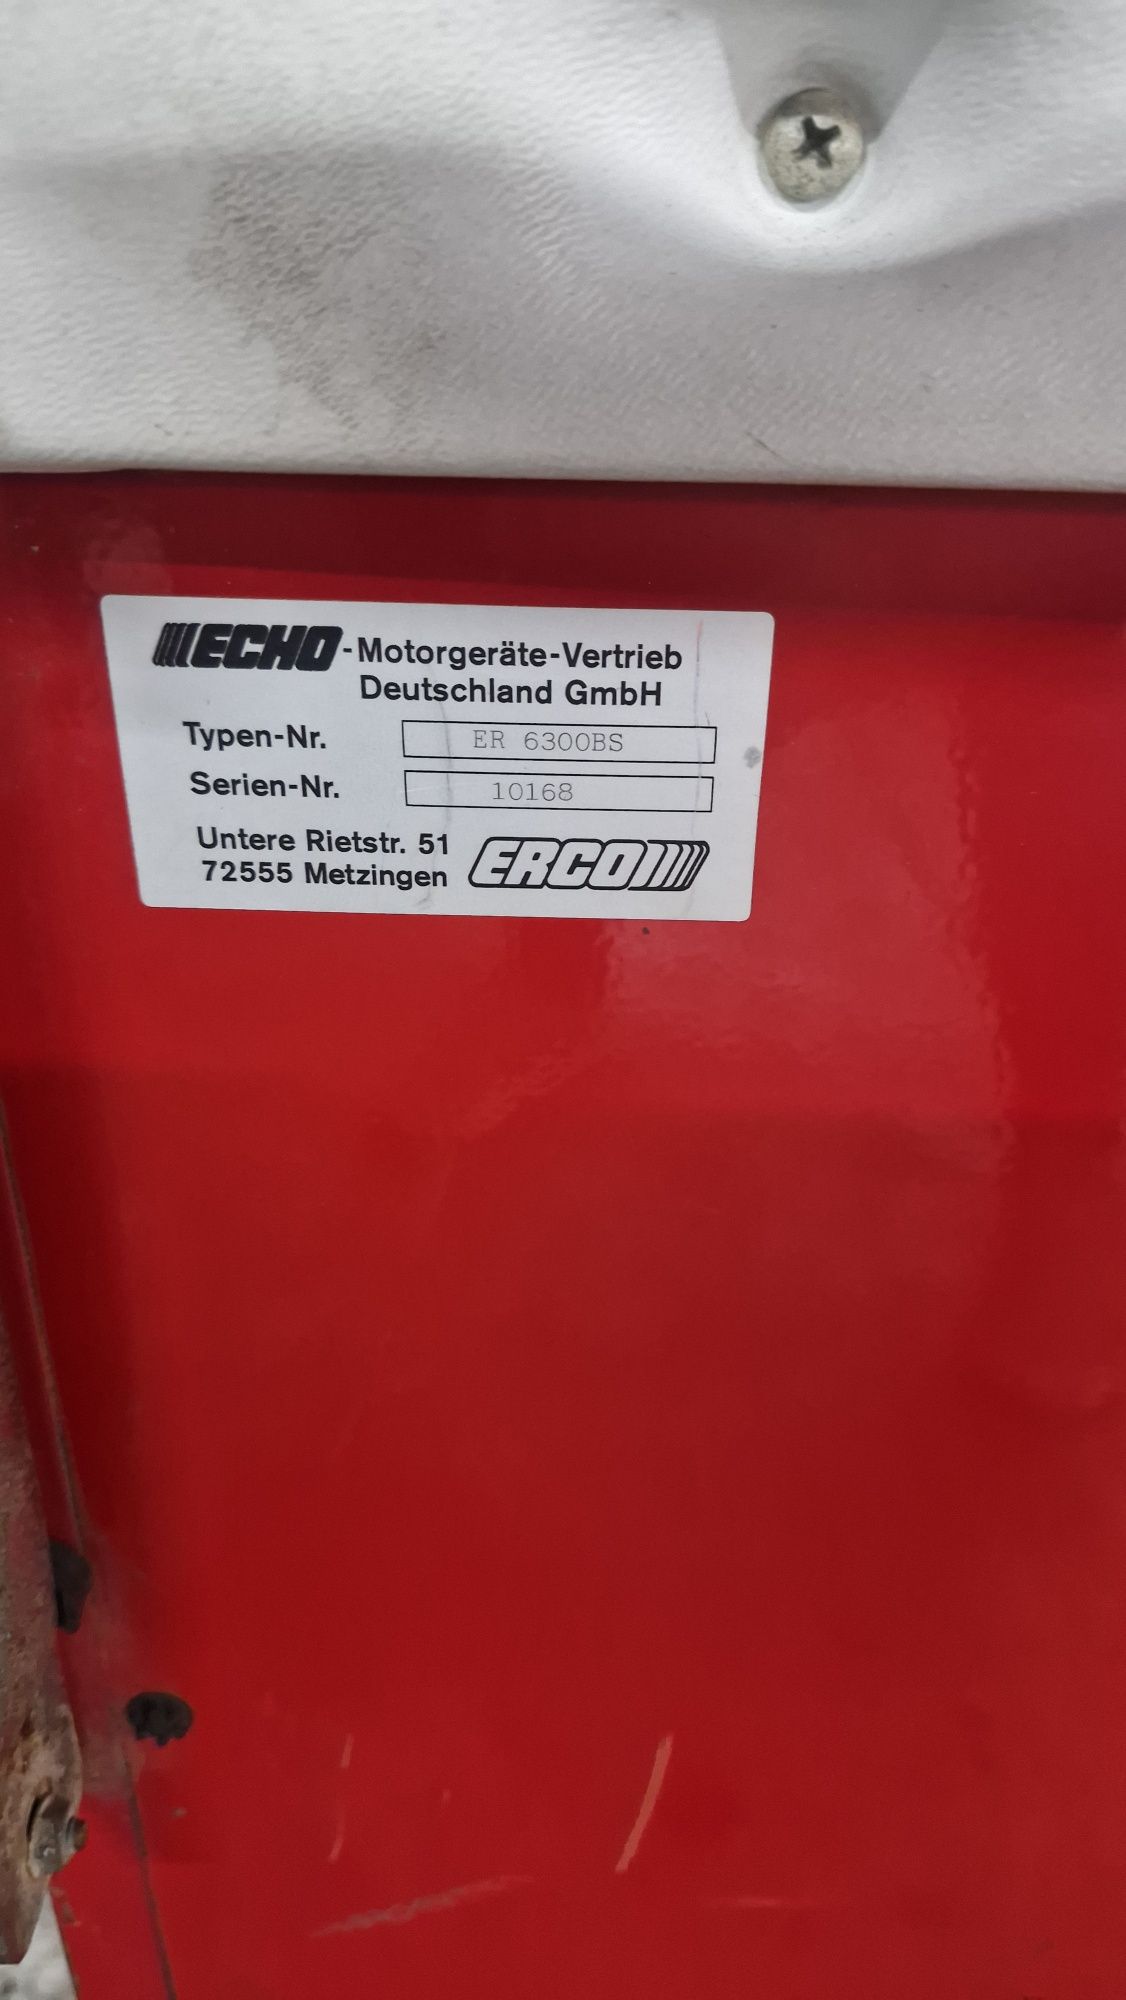 ECHO-Motorgeräte-Vertrieb
Deutschland GmbH
Typen-Nr. ER 6300BS
Serien-Nr. 10168
Untere Rietstr. 51
72555 Metzingen ERCO